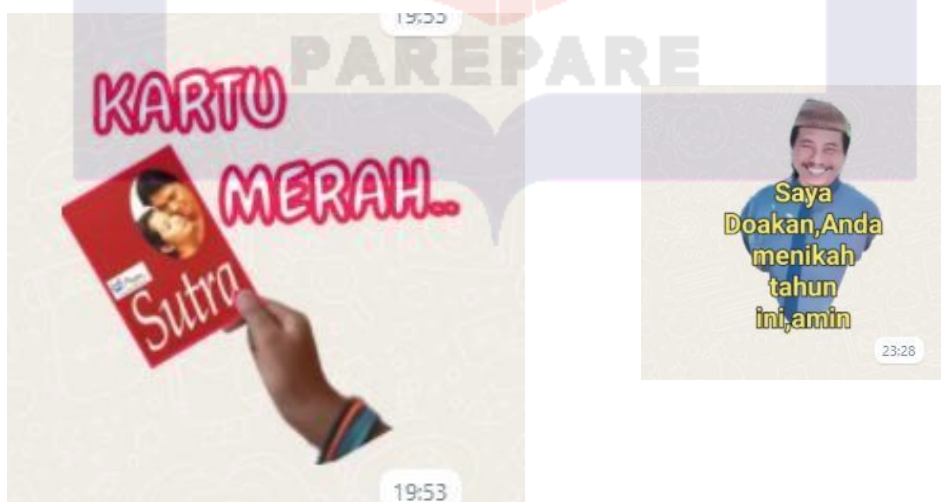 19:53
PAREPARE
KARTU
MERAH..
Sutra
19:53
Saya
Doakan,Anda
menikah
tahun
ini,amin
23:28